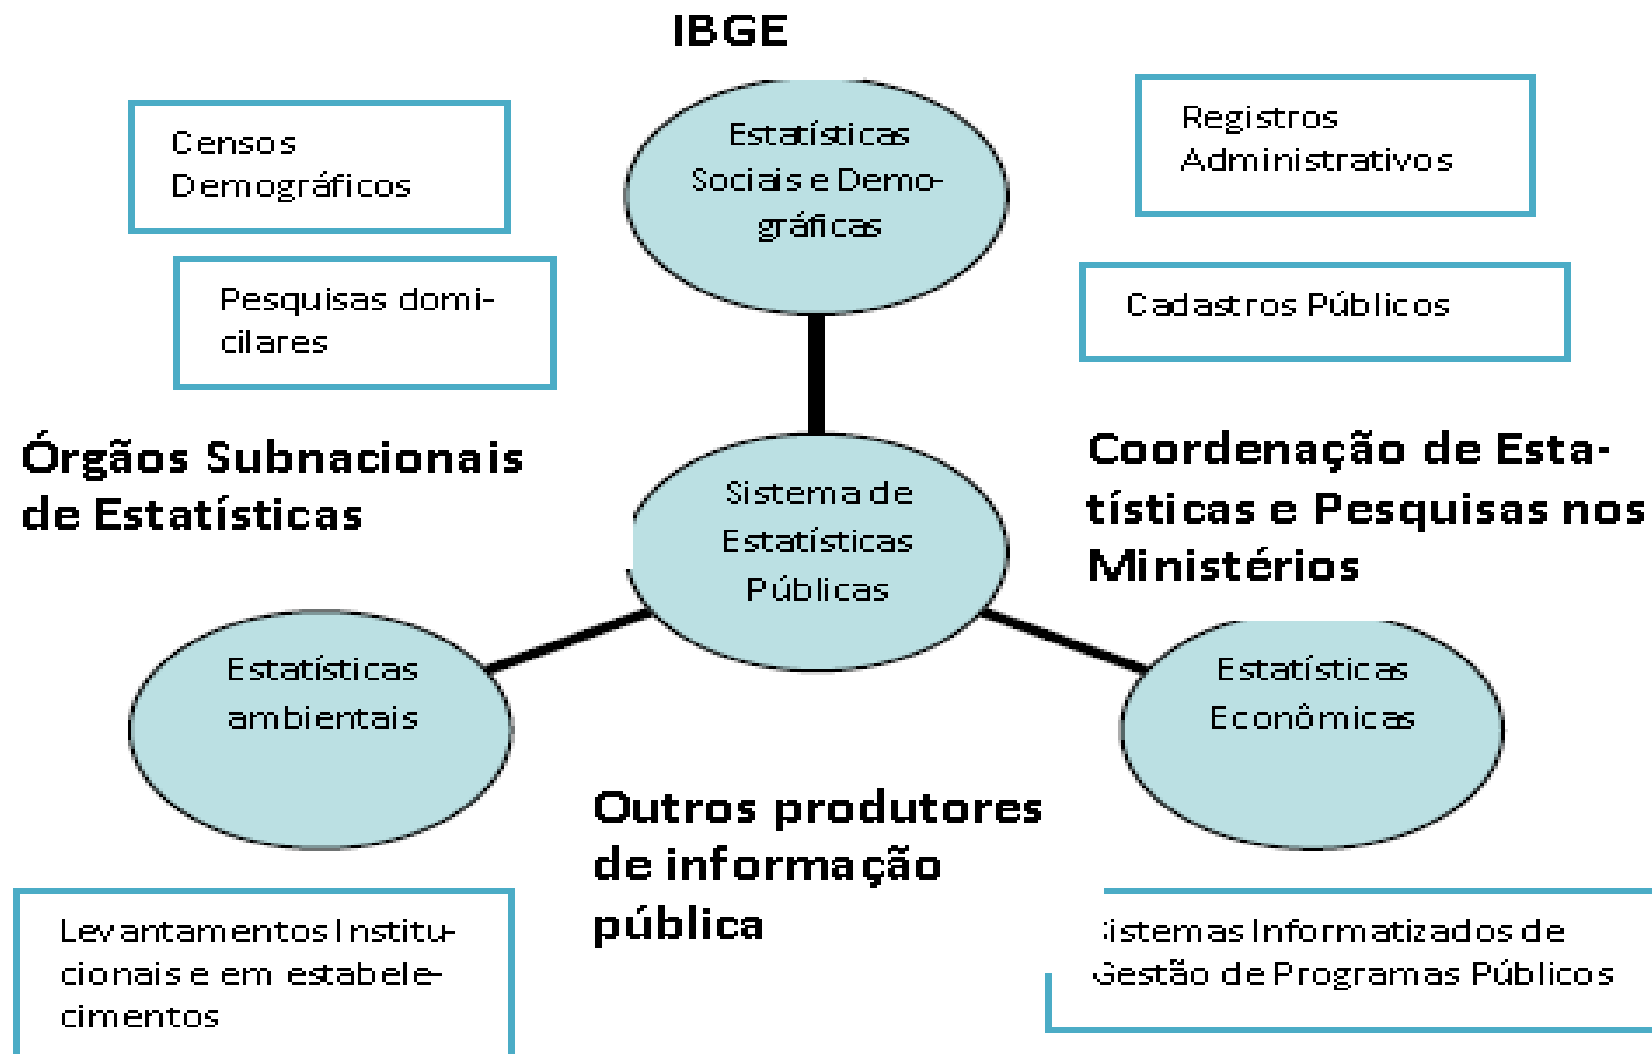 IBGE
Censos
Demográficos
Estatísticas
Sociais e Demo-
gráficas
Registros
Administrativos
Pesquisas domi-
cilares
Cadastros Públicos
Órgãos Subnacionais
de Estatísticas
Sistema de
Estatísticas
Públicas
Coordenação de Esta-
tísticas e Pesquisas nos
Ministérios
Estatísticas
ambientais
Estatísticas
Econômicas
Outros produtores
de informação
pública
Levantamentos Institu-
cionais e em estabele-
cimentos
Sistemas Informatizados de
Gestão de Programas Públicos